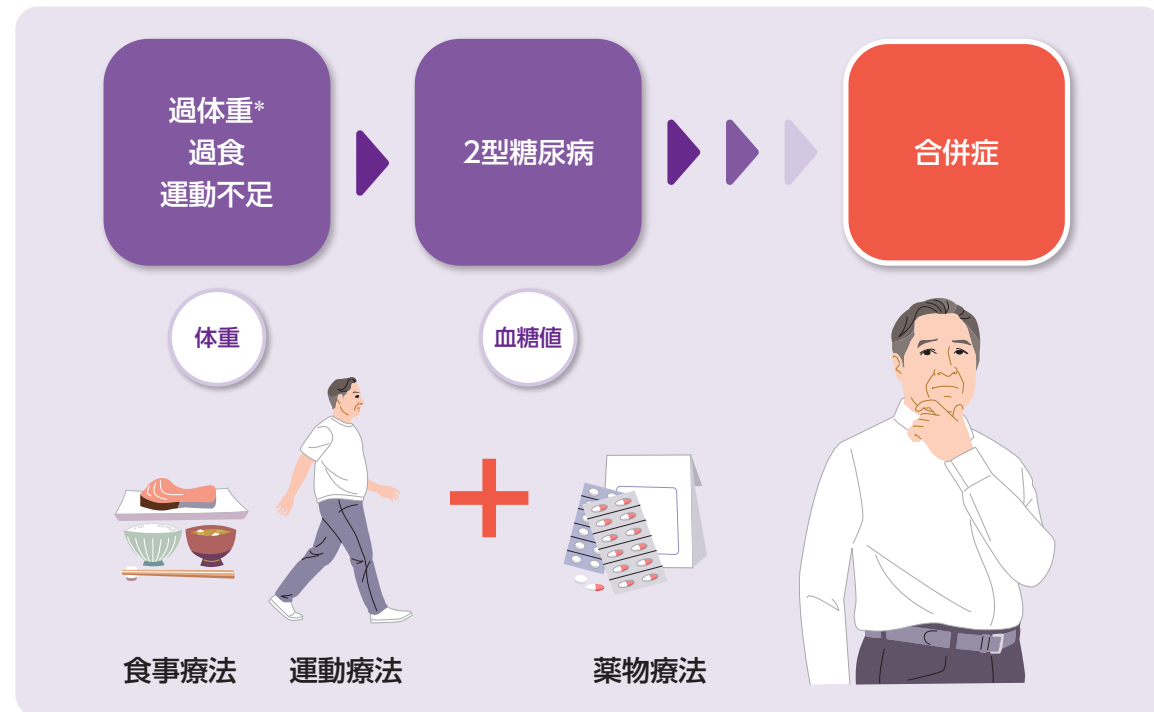 過体重*
過食
運動不足
2型糖尿病
合併症
体重
血糖値
食事療法
運動療法
薬物療法